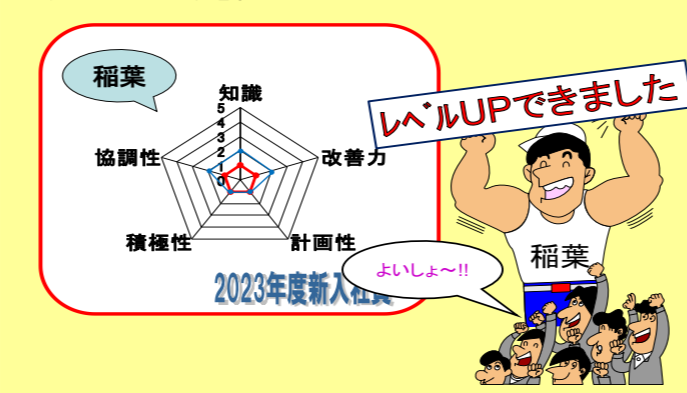 稲葉
知識
5
4
3
2
1
0
協調性
改善力
積極性
計画性
2023年度新入社員
レベルUPできました
稲葉
よいしょ～!!